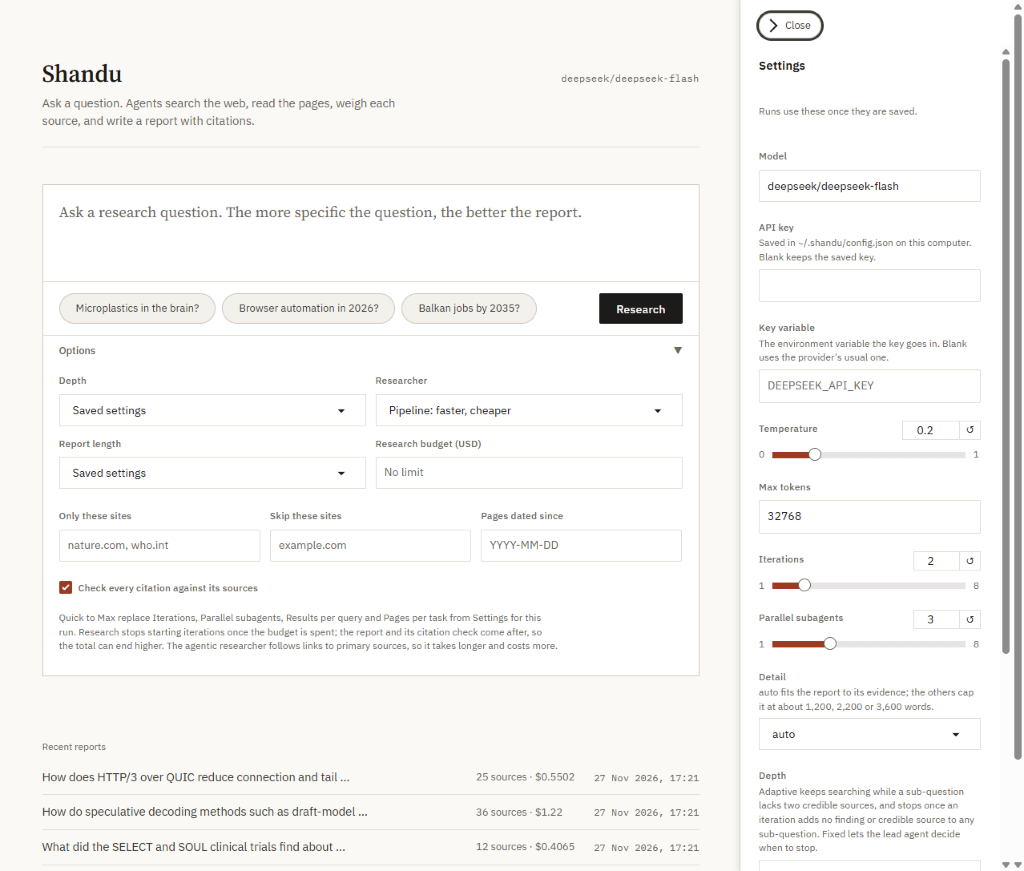 Shandu
deepseek/deepseek-flash
Ask a question. Agents search the web, read the pages, weigh each
source, and write a report with citations.
Ask a research question. The more specific the question, the better the report.
Microplastics in the brain?
Browser automation in 2026?
Balkan jobs by 2035?
Research
Options
Depth
Researcher
Saved settings
Pipeline: faster, cheaper
Report length
Research budget (USD)
Saved settings
No limit
Only these sites
Skip these sites
Pages dated since
nature.com, who.int
example.com
YYYY-MM-DD
Check every citation against its sources
Quick to Max replace Iterations, Parallel subagents, Results per query and Pages per task from Settings for this
run. Research stops starting iterations once the budget is spent; the report and its citation check come after, so
the total can end higher. The agentic researcher follows links to primary sources, so it takes longer and costs more.
Recent reports
How does HTTP/3 over QUIC reduce connection and tail ...
25 sources · $0.5502
27 Nov 2026, 17:21
How do speculative decoding methods such as draft-model ...
36 sources · $1.22
27 Nov 2026, 17:21
What did the SELECT and SOUL clinical trials find about ...
12 sources · $0.4065
27 Nov 2026, 17:21
Close
Settings
Runs use these once they are saved.
Model
deepseek/deepseek-flash
API key
Saved in ~/.shandu/config.json on this computer.
Blank keeps the saved key.
Key variable
The environment variable the key goes in. Blank
uses the provider's usual one.
DEEPSEEK_API_KEY
Temperature
0.2
0
1
Max tokens
32768
Iterations
2
1
8
Parallel subagents
3
1
8
Detail
auto fits the report to its evidence; the others cap
it at about 1,200, 2,200 or 3,600 words.
auto
Depth
Adaptive keeps searching while a sub-question
lacks two credible sources, and stops once an
iteration adds no finding or credible source to any
sub-question. Fixed lets the lead agent decide
when to stop.